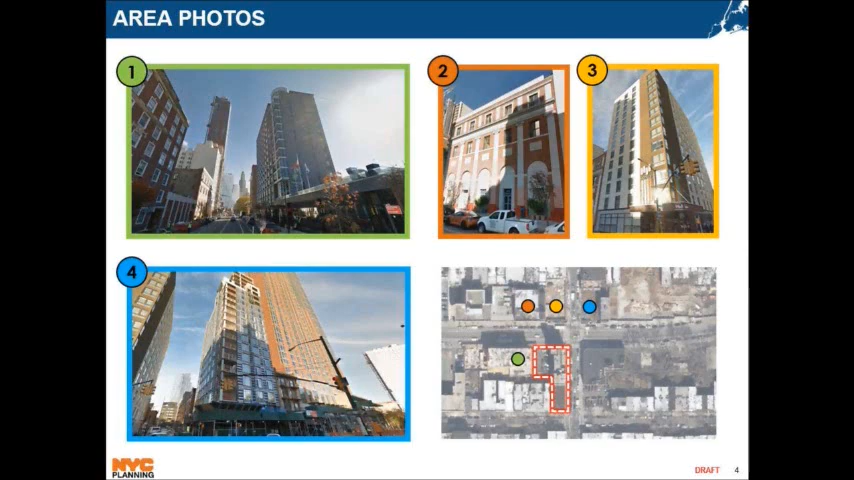 AREA PHOTOS
1
2
3
4
NYC
PLANNING
DRAFT 4